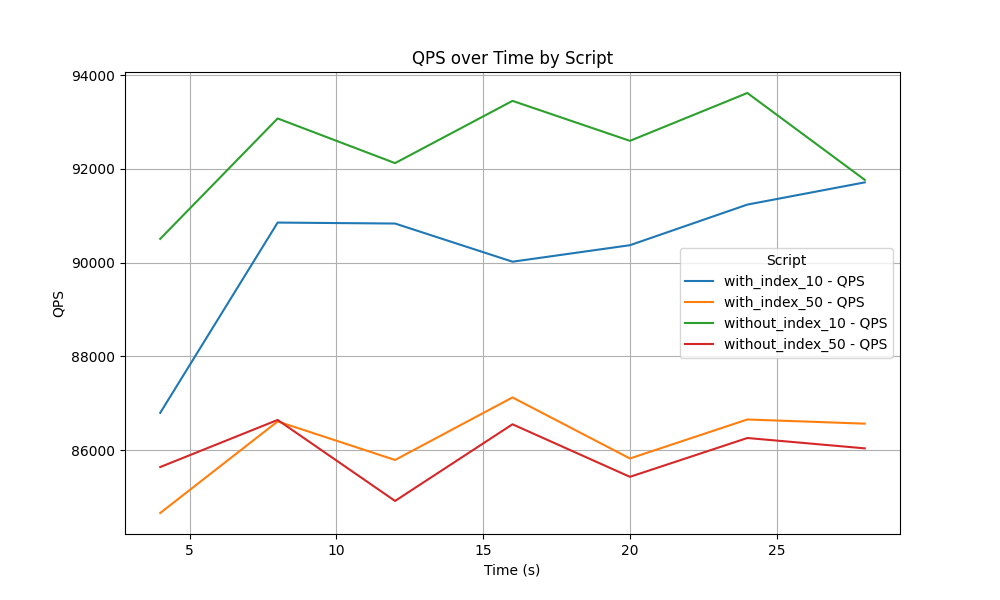 QPS over Time by Script
94000
92000
90000
88000
86000
QPS
5
10
15
20
25
Time (s)
Script
with_index_10 - QPS
with_index_50 - QPS
without_index_10 - QPS
without_index_50 - QPS